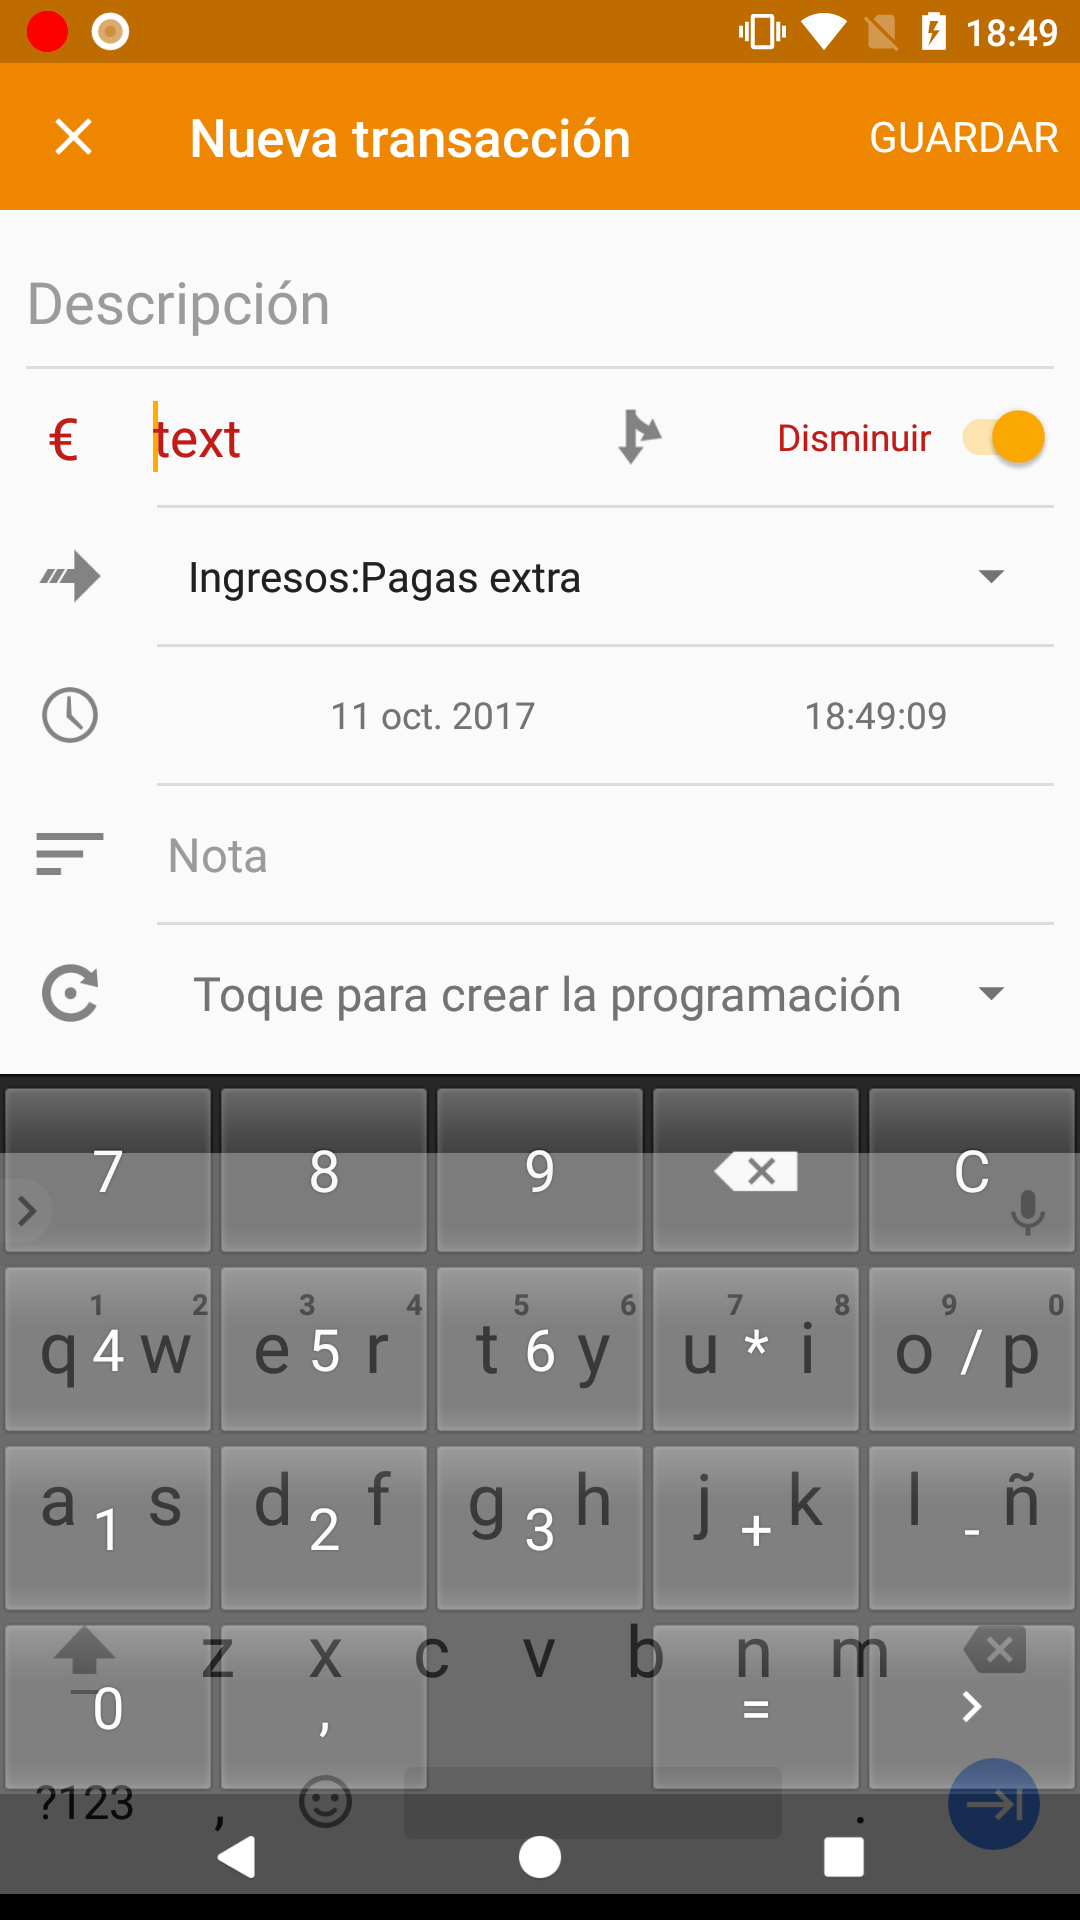 18:49
Nueva transacción
GUARDAR
Descripción
€ text Disminuir
Ingresos:Pagas extra
11 oct. 2017 18:49:09
Nota
Toque para crear la programación
7 8 9 C
1 2 3 4 5 6 7 8 9 0
q 4 w e 5 r t 6 y u * i o / p
a 1 s d 2 f g 3 h j + k l - ñ
z x c v b n m
0 , = >
?123 , .